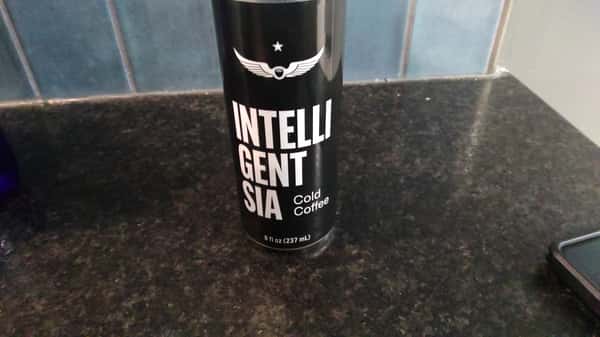 INTELLI
GENT
SIA
Cold
Coffee
8 fl oz (237 mL)